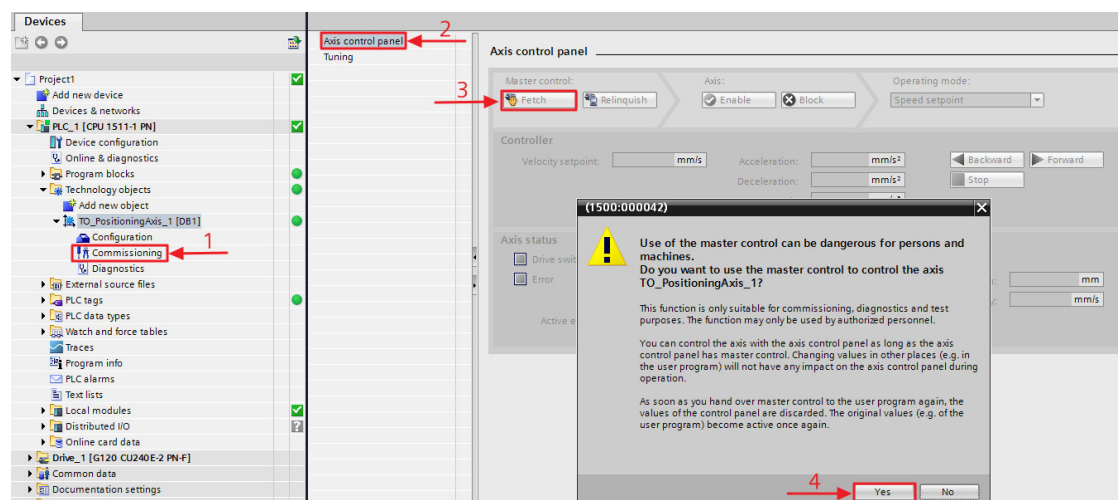 Devices
Project1
Add new device
Devices & networks
PLC_1 [CPU 1511-1 PN]
Device configuration
Online & diagnostics
Program blocks
Technology objects
Add new object
TO_PositioningAxis_1 [DB1]
Configuration
Commissioning
Diagnostics
External source files
PLC tags
PLC data types
Watch and force tables
Traces
Program info
PLC alarms
Text lists
Local modules
Distributed I/O
Online card data
Drive_1 [G120 CU240E-2 PN-F]
Common data
Documentation settings
1
Axis control panel
Tuning
2
Axis control panel
Master control:
Axis:
Operating mode:
3
Fetch
Relinquish
Enable
Block
Speed setpoint
Controller
Velocity setpoint:
mm/s
Acceleration:
mm/s²
Backward
Forward
Deceleration:
mm/s²
Stop
Axis status
Error
mm
mm/s
(1500:000042)
Use of the master control can be dangerous for persons and
machines.
Do you want to use the master control to control the axis
TO_PositioningAxis_1?
This function is only suitable for commissioning, diagnostics and test
purposes. The function may only be used by authorized personnel.
You can control the axis with the axis control panel as long as the axis
control panel has master control. Changing values in other places (e.g. in
the user program) will not have any impact on the axis control panel during
operation.
As soon as you hand over master control to the user program again, the
values of the control panel are discarded. The original values (e.g. of the
user program) become active once again.
4
Yes
No